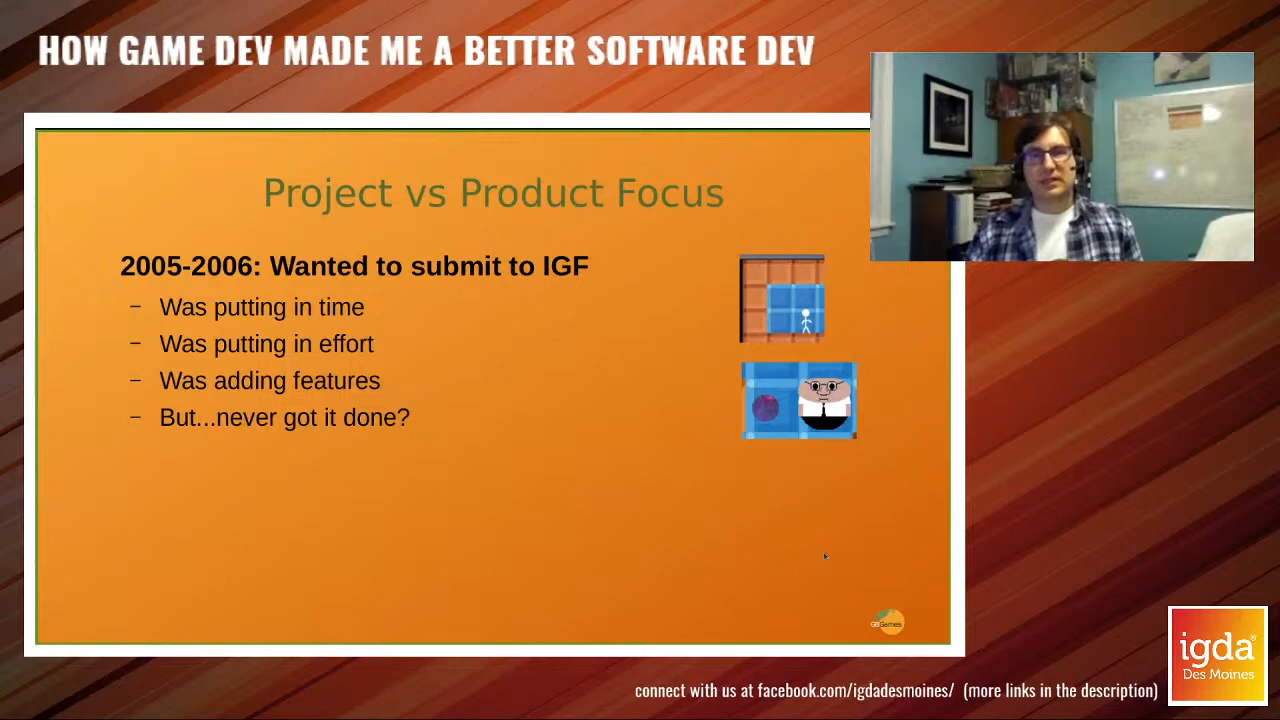 HOW GAME DEV MADE ME A BETTER SOFTWARE DEV
Project vs Product Focus
2005-2006: Wanted to submit to IGF
– Was putting in time
– Was putting in effort
– Was adding features
– But...never got it done?
GBGames
igda®
Des Moines
connect with us at facebook.com/igdadesmoines/ (more links in the description)